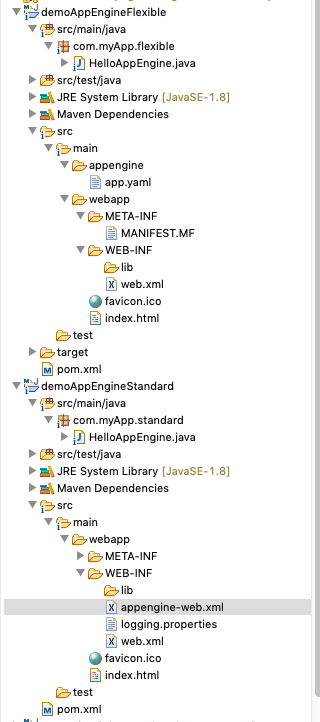 demoAppEngineFlexible
src/main/java
com.myApp.flexible
HelloAppEngine.java
src/test/java
JRE System Library [JavaSE-1.8]
Maven Dependencies
src
main
appengine
app.yaml
webapp
META-INF
MANIFEST.MF
WEB-INF
lib
web.xml
favicon.ico
index.html
test
target
pom.xml
demoAppEngineStandard
src/main/java
com.myApp.standard
HelloAppEngine.java
src/test/java
JRE System Library [JavaSE-1.8]
Maven Dependencies
src
main
webapp
META-INF
WEB-INF
lib
appengine-web.xml
logging.properties
web.xml
favicon.ico
index.html
test
pom.xml